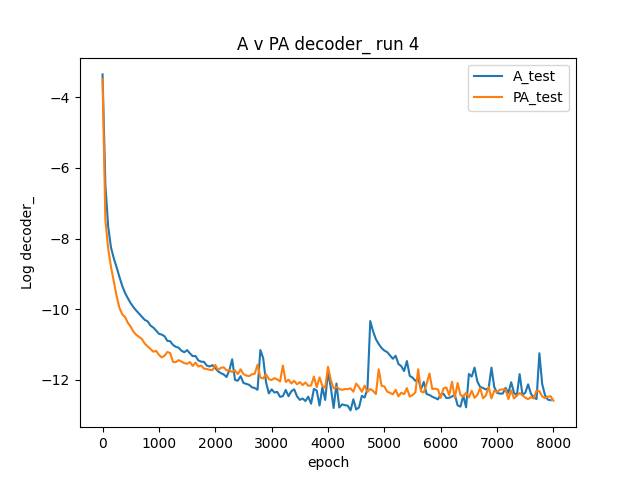 A v PA decoder_ run 4
A_test
PA_test
Log decoder_
−4
−6
−8
−10
−12
0 1000 2000 3000 4000 5000 6000 7000 8000
epoch